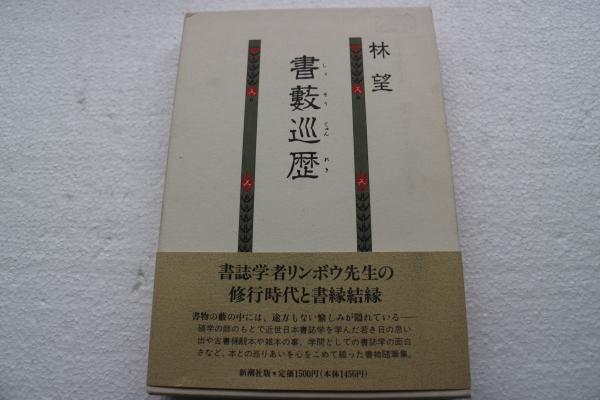 林望
書藪巡歴
しょそうじゅんれき
書誌学者リンボウ先生の
修行時代と書縁結縁
書物の藪の中には、途方もない愉しみが隠れている――
碩学の師のもとで近世日本書誌学を学んだ若き日の思い
出や古書探訪や雑本の事、学問としての書誌学の面白
さなど、本との巡りあいを心をこめて綴った書物随筆集。
新潮社版●定価1500円(本体1456円)